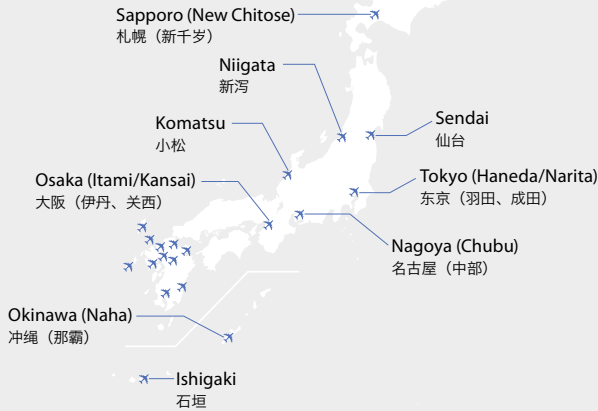 Sapporo (New Chitose)
札幌（新千岁）
Niigata
新泻
Komatsu
小松
Sendai
仙台
Osaka (Itami/Kansai)
大阪（伊丹、关西）
Tokyo (Haneda/Narita)
东京（羽田、成田）
Nagoya (Chubu)
名古屋（中部）
Okinawa (Naha)
冲绳（那霸）
Ishigaki
石垣